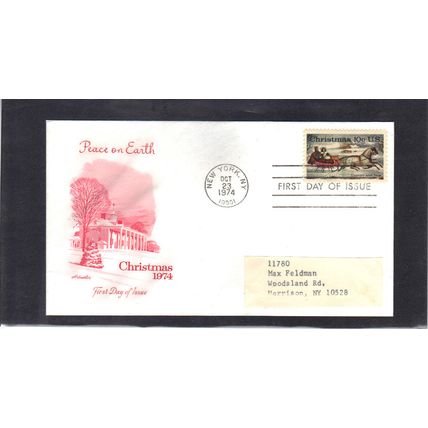 Peace on Earth
Christmas
1974
Artmaster
First Day of Issue
NEW YORK, NY
OCT
23
1974
10001
Christmas 10c U.S.
FIRST DAY OF ISSUE
11780
Max Feldman
Woodsland Rd,
Harrison, NY 10528